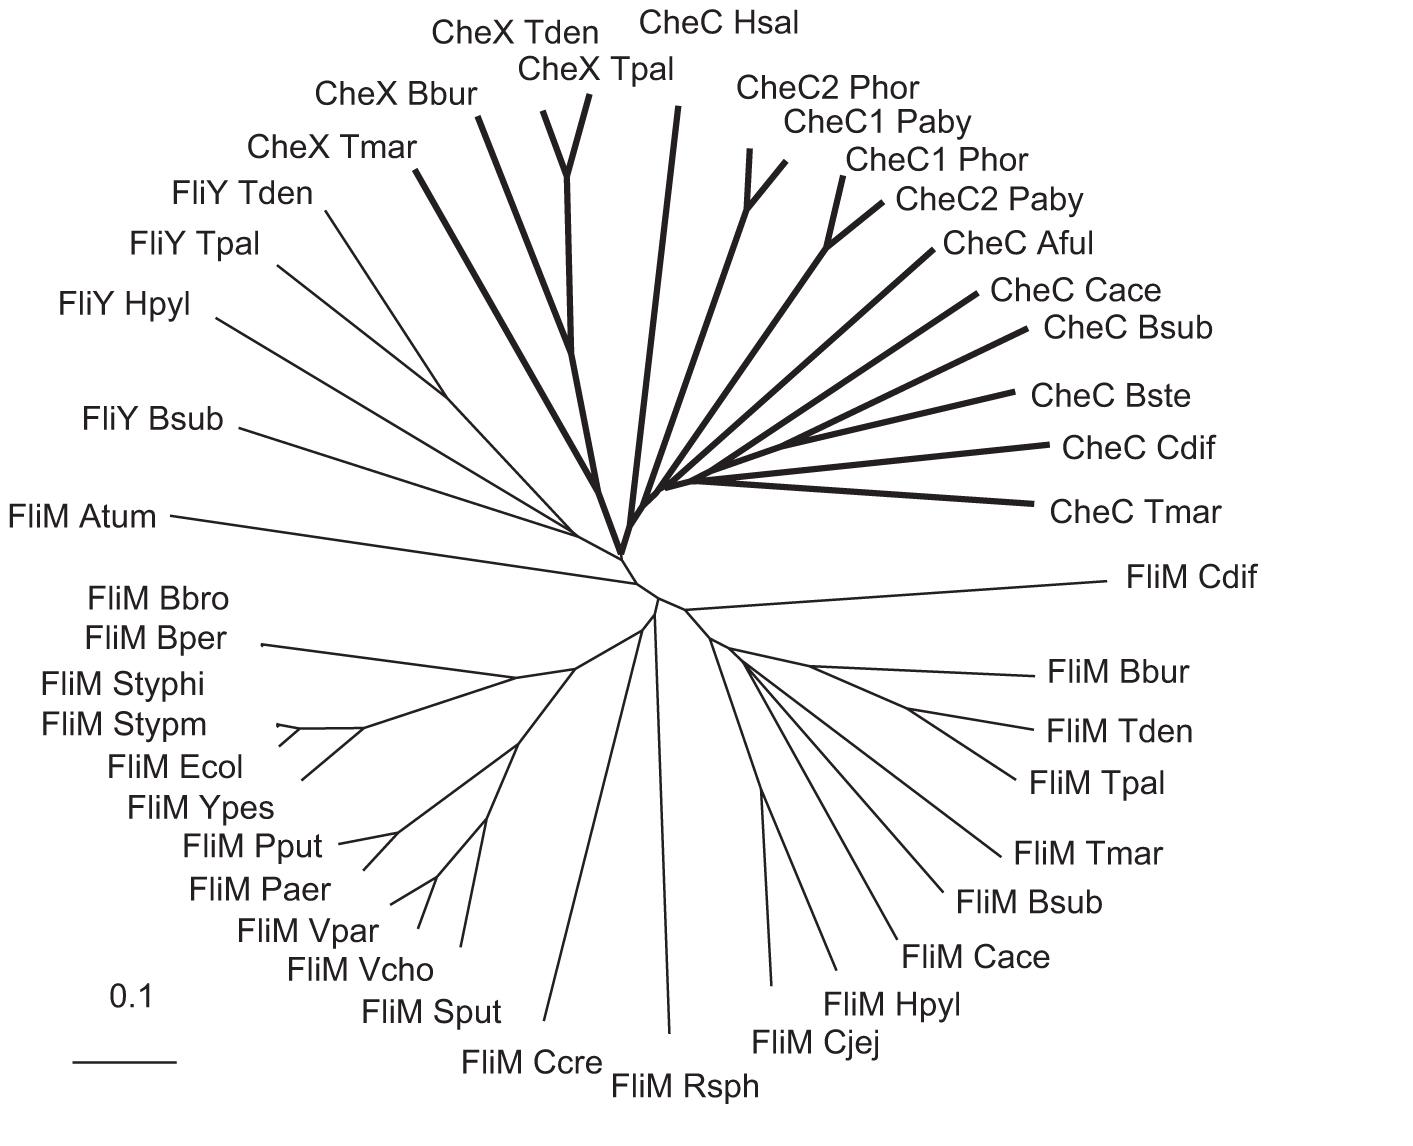 CheC Hsal
CheX Tden
CheX Tpal
CheC2 Phor
CheX Bbur
CheC1 Paby
CheX Tmar
CheC1 Phor
FliY Tden
CheC2 Paby
FliY Tpal
CheC Aful
CheC Cace
FliY Hpyl
CheC Bsub
CheC Bste
FliY Bsub
CheC Cdif
CheC Tmar
FliM Atum
FliM Cdif
FliM Bbro
FliM Bper
FliM Bbur
FliM Styphi
FliM Stypm
FliM Tden
FliM Ecol
FliM Tpal
FliM Ypes
FliM Pput
FliM Tmar
FliM Paer
FliM Bsub
FliM Vpar
FliM Cace
FliM Vcho
0.1
FliM Hpyl
FliM Sput
FliM Cjej
FliM Ccre
FliM Rsph